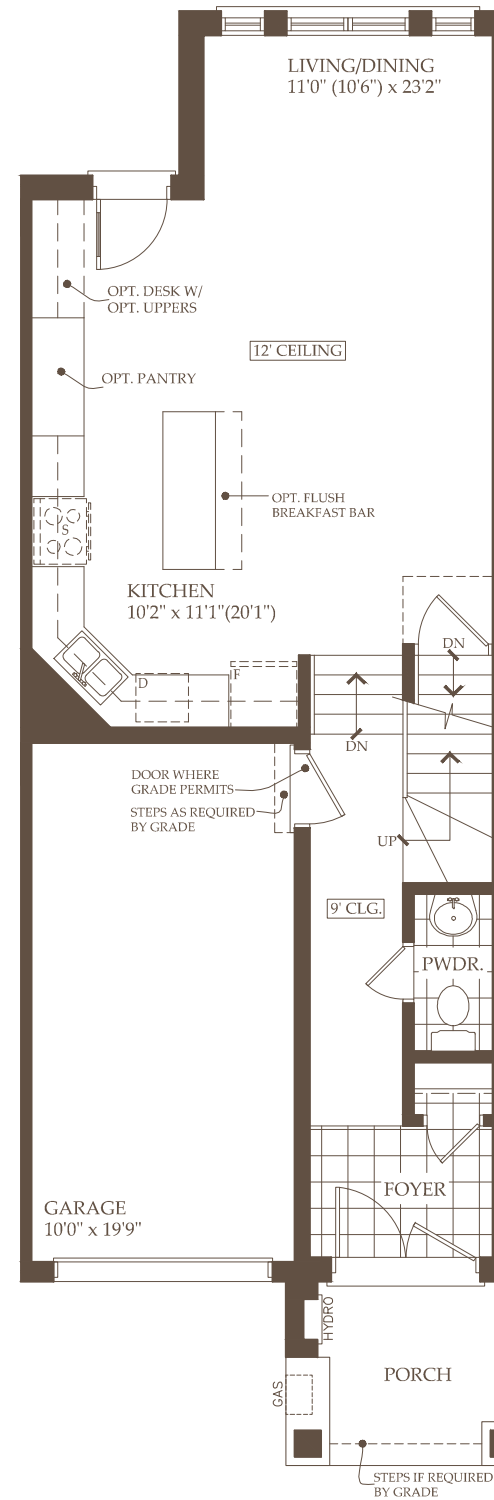 LIVING/DINING
11'0" (10'6") x 23'2"
OPT. DESK W/
OPT. UPPERS
12' CEILING
OPT. PANTRY
OPT. FLUSH
BREAKFAST BAR
S
KITCHEN
10'2" x 11'1"(20'1")
DN
D
F
DN
DOOR WHERE
GRADE PERMITS
STEPS AS REQUIRED
BY GRADE
UP
9' CLG.
PWDR.
FOYER
GARAGE
10'0" x 19'9"
HYDRO
PORCH
GAS
STEPS IF REQUIRED
BY GRADE